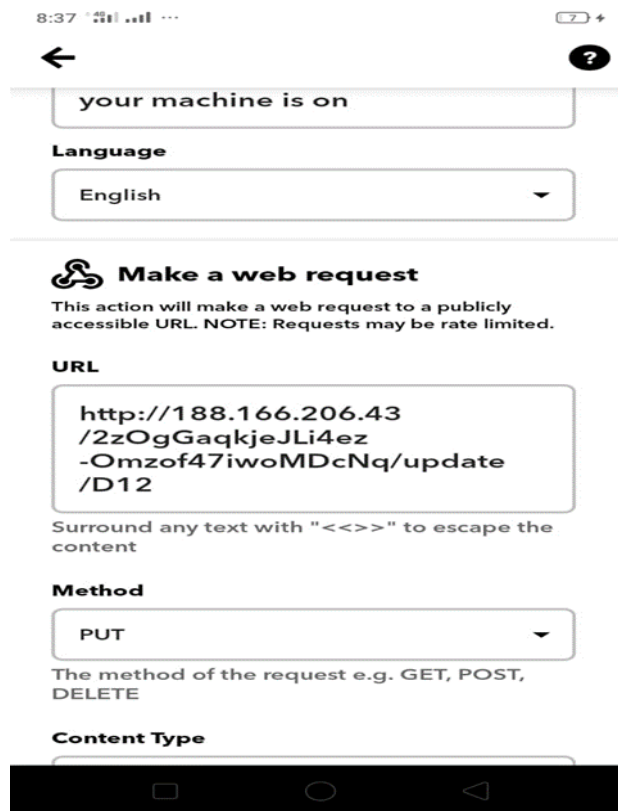 8:37 4G ...
7
?
your machine is on
Language
English
Make a web request
This action will make a web request to a publicly
accessible URL. NOTE: Requests may be rate limited.
URL
http://188.166.206.43
/2zOgGaqkjeJLi4ez
-Omzof47iwoMDcNq/update
/D12
Surround any text with "<<>>" to escape the
content
Method
PUT
The method of the request e.g. GET, POST,
DELETE
Content Type